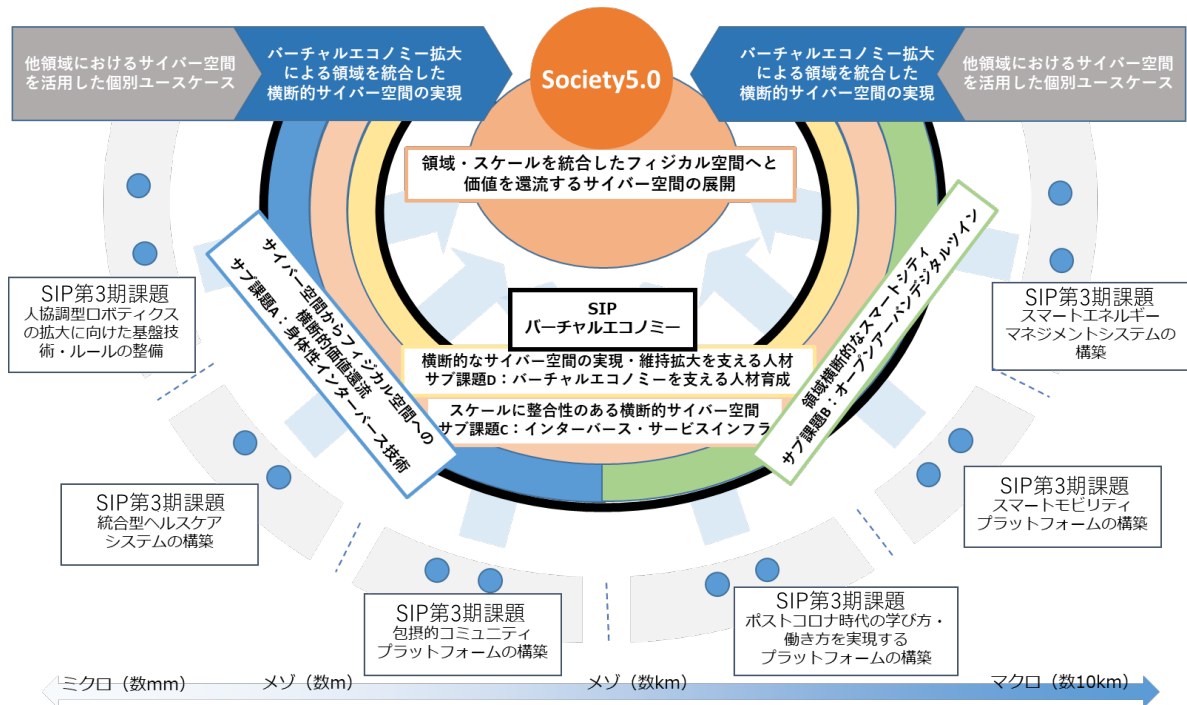 他領域におけるサイバー空間
を活用した個別ユースケース
バーチャルエコノミー拡大
による領域を統合した
横断的サイバー空間の実現
Society5.0
バーチャルエコノミー拡大
による領域を統合した
横断的サイバー空間の実現
他領域におけるサイバー空間
を活用した個別ユースケース
領域・スケールを統合したフィジカル空間へと
価値を還流するサイバー空間の展開
サイバー空間からフィジカル空間への
横断的価値還流
サブ課題A：身体性インターバース技術
SIP
バーチャルエコノミー
領域横断的なスマートシティ
サブ課題B：オープンアーバンデジタルツイン
横断的なサイバー空間の実現・維持拡大を支える人材
サブ課題D：バーチャルエコノミーを支える人材育成
スケールに整合性のある横断的サイバー空間
サブ課題C：インターバース・サービスインフラ
SIP第3期課題
人協調型ロボティクス
の拡大に向けた基盤技
術・ルールの整備
SIP第3期課題
スマートエネルギー
マネジメントシステムの
構築
SIP第3期課題
統合型ヘルスケア
システムの構築
SIP第3期課題
スマートモビリティ
プラットフォームの構築
SIP第3期課題
包摂的コミュニティ
プラットフォームの構築
SIP第3期課題
ポストコロナ時代の学び方・
働き方を実現する
プラットフォームの構築
ミクロ（数mm）
メゾ（数m）
メゾ（数km）
マクロ（数10km）